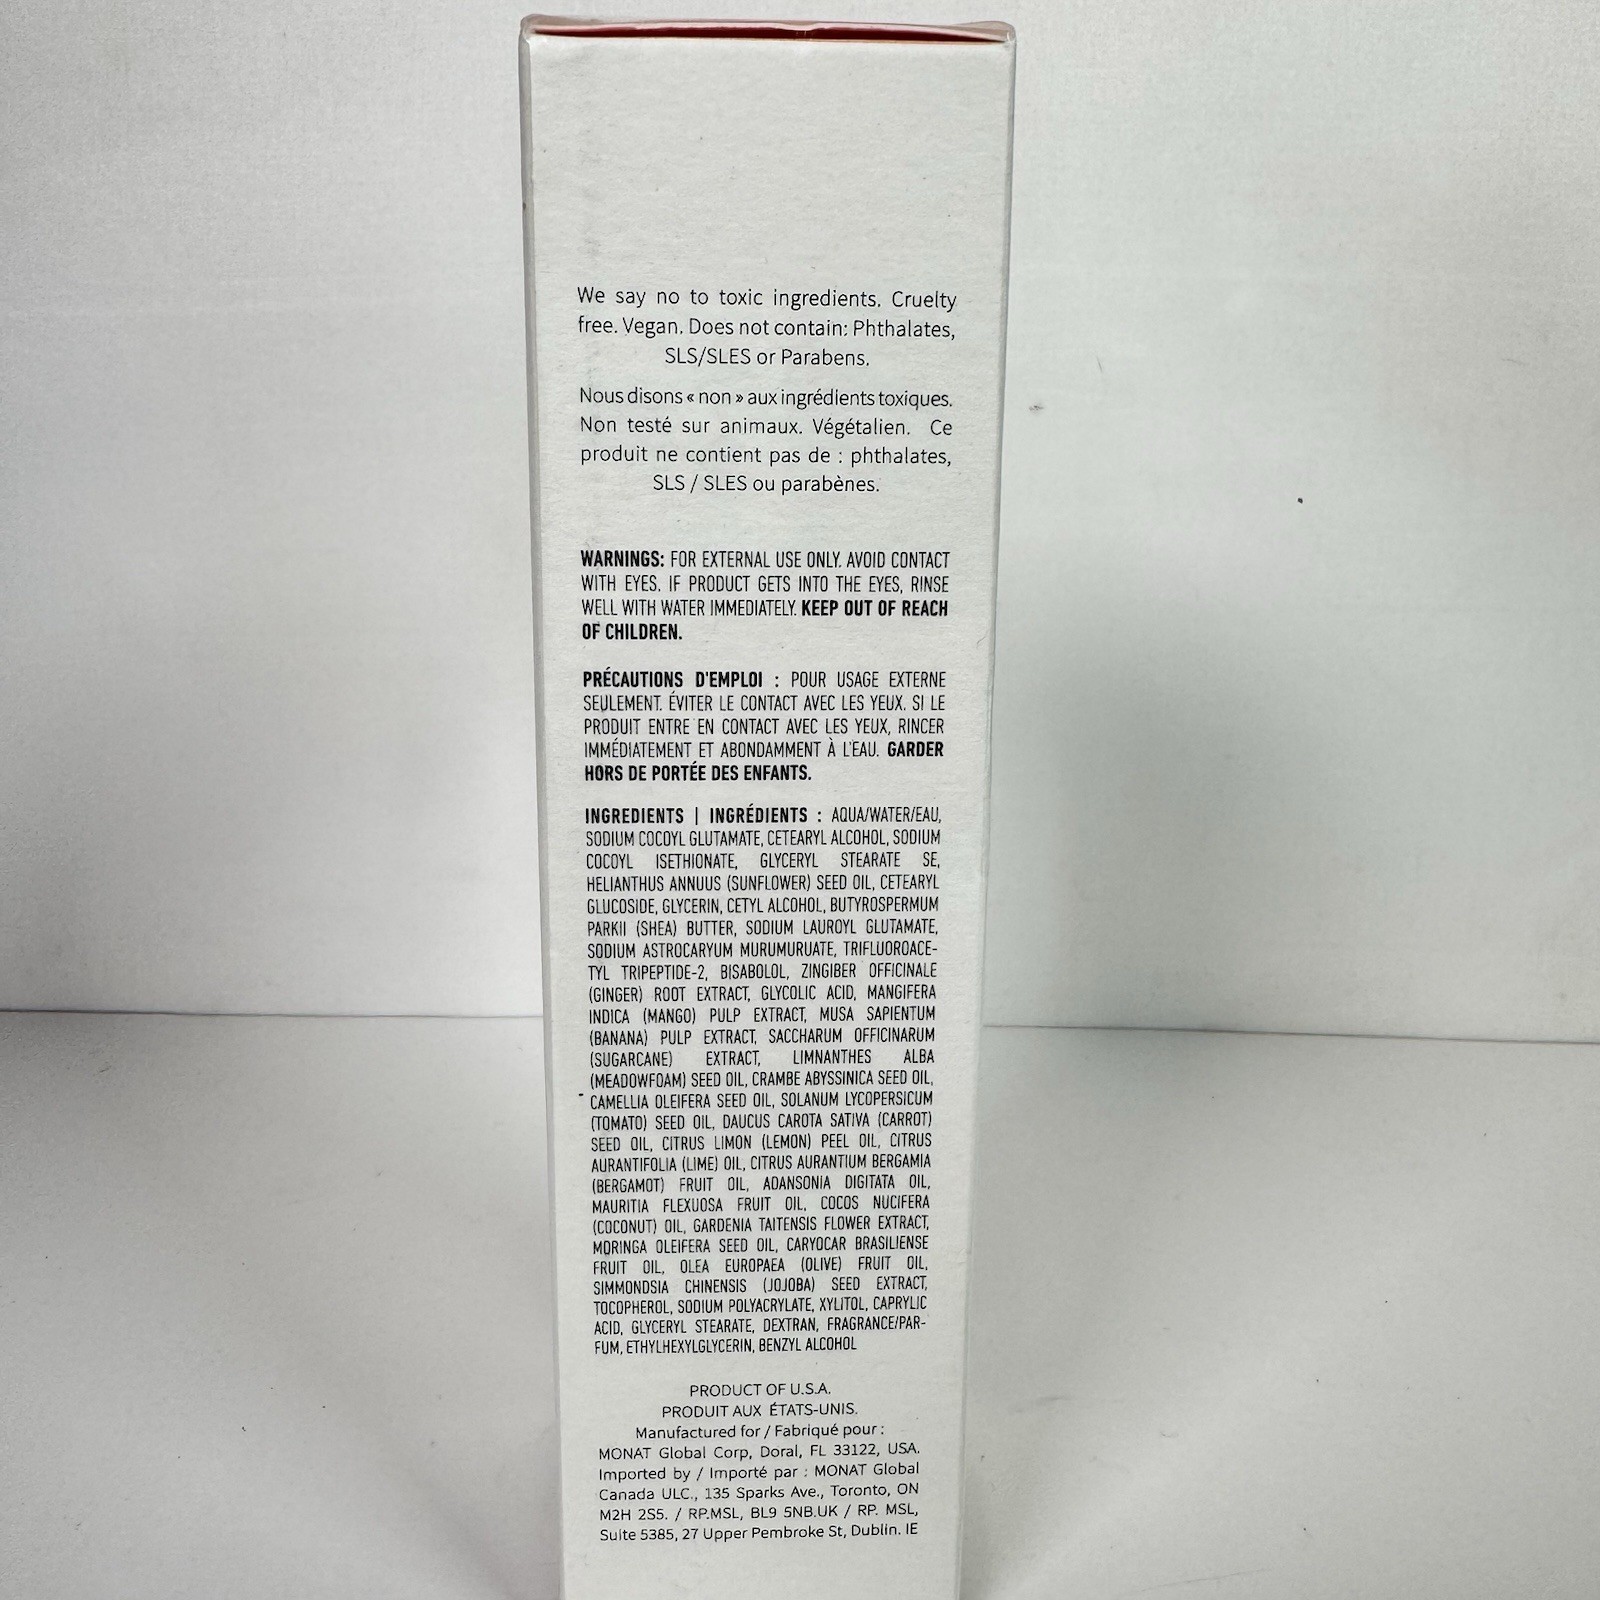 We say no to toxic ingredients. Cruelty
free. Vegan. Does not contain: Phthalates,
SLS/SLES or Parabens.
Nous disons « non » aux ingrédients toxiques.
Non testé sur animaux. Végétalien. Ce
produit ne contient pas de : phthalates,
SLS / SLES ou parabènes.
WARNINGS: FOR EXTERNAL USE ONLY. AVOID CONTACT
WITH EYES. IF PRODUCT GETS INTO THE EYES, RINSE
WELL WITH WATER IMMEDIATELY. KEEP OUT OF REACH
OF CHILDREN.
PRÉCAUTIONS D'EMPLOI : POUR USAGE EXTERNE
SEULEMENT. ÉVITER LE CONTACT AVEC LES YEUX. SI LE
PRODUIT ENTRE EN CONTACT AVEC LES YEUX, RINCER
IMMÉDIATEMENT ET ABONDAMMENT À L'EAU. GARDER
HORS DE PORTÉE DES ENFANTS.
INGREDIENTS | INGRÉDIENTS : AQUA/WATER/EAU,
SODIUM COCOYL GLUTAMATE, CETEARYL ALCOHOL, SODIUM
COCOYL ISETHIONATE, GLYCERYL STEARATE SE,
HELIANTHUS ANNUUS (SUNFLOWER) SEED OIL, CETEARYL
GLUCOSIDE, GLYCERIN, CETYL ALCOHOL, BUTYROSPERMUM
PARKII (SHEA) BUTTER, SODIUM LAUROYL GLUTAMATE,
SODIUM ASTROCARYUM MURUMURUATE, TRIFLUOROACE-
TYL TRIPEPTIDE-2, BISABOLOL, ZINGIBER OFFICINALE
(GINGER) ROOT EXTRACT, GLYCOLIC ACID, MANGIFERA
INDICA (MANGO) PULP EXTRACT, MUSA SAPIENTUM
(BANANA) PULP EXTRACT, SACCHARUM OFFICINARUM
(SUGARCANE) EXTRACT, LIMNANTHES ALBA
(MEADOWFOAM) SEED OIL, CRAMBE ABYSSINICA SEED OIL,
CAMELLIA OLEIFERA SEED OIL, SOLANUM LYCOPERSICUM
(TOMATO) SEED OIL, DAUCUS CAROTA SATIVA (CARROT)
SEED OIL, CITRUS LIMON (LEMON) PEEL OIL, CITRUS
AURANTIFOLIA (LIME) OIL, CITRUS AURANTIUM BERGAMIA
(BERGAMOT) FRUIT OIL, ADANSONIA DIGITATA OIL,
MAURITIA FLEXUOSA FRUIT OIL, COCOS NUCIFERA
(COCONUT) OIL, GARDENIA TAITENSIS FLOWER EXTRACT,
MORINGA OLEIFERA SEED OIL, CARYOCAR BRASILIENSE
FRUIT OIL, OLEA EUROPAEA (OLIVE) FRUIT OIL,
SIMMONDSIA CHINENSIS (JOJOBA) SEED EXTRACT,
TOCOPHEROL, SODIUM POLYACRYLATE, XYLITOL, CAPRYLIC
ACID, GLYCERYL STEARATE, DEXTRAN, FRAGRANCE/PAR-
FUM, ETHYLHEXYLGLYCERIN, BENZYL ALCOHOL
PRODUCT OF U.S.A.
PRODUIT AUX ÉTATS-UNIS.
Manufactured for / Fabriqué pour :
MONAT Global Corp, Doral, FL 33122, USA.
Imported by / Importé par : MONAT Global
Canada ULC., 135 Sparks Ave., Toronto, ON
M2H 2S5. / RP.MSL, BL9 5NB.UK / RP. MSL,
Suite 5385, 27 Upper Pembroke St, Dublin. IE